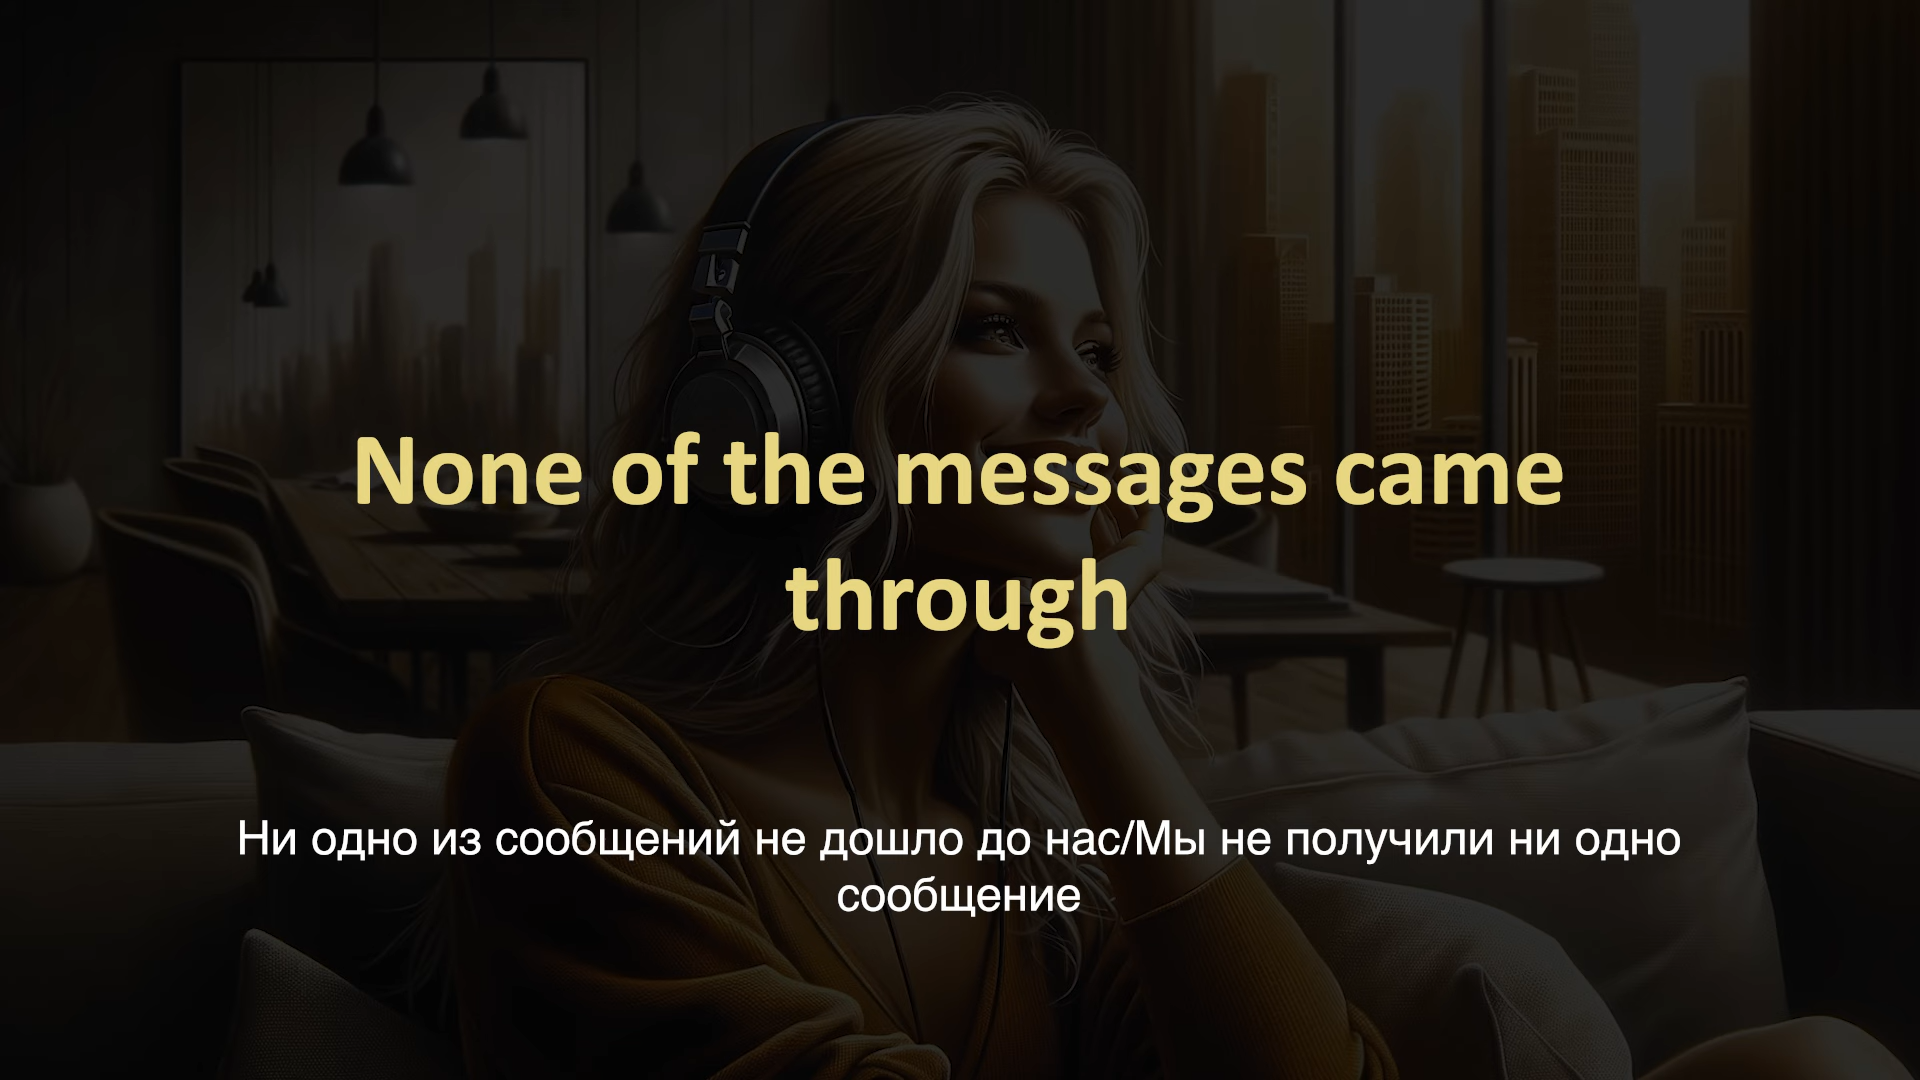 None of the messages came
through
Ни одно из сообщений не дошло до нас/Мы не получили ни одно
сообщение